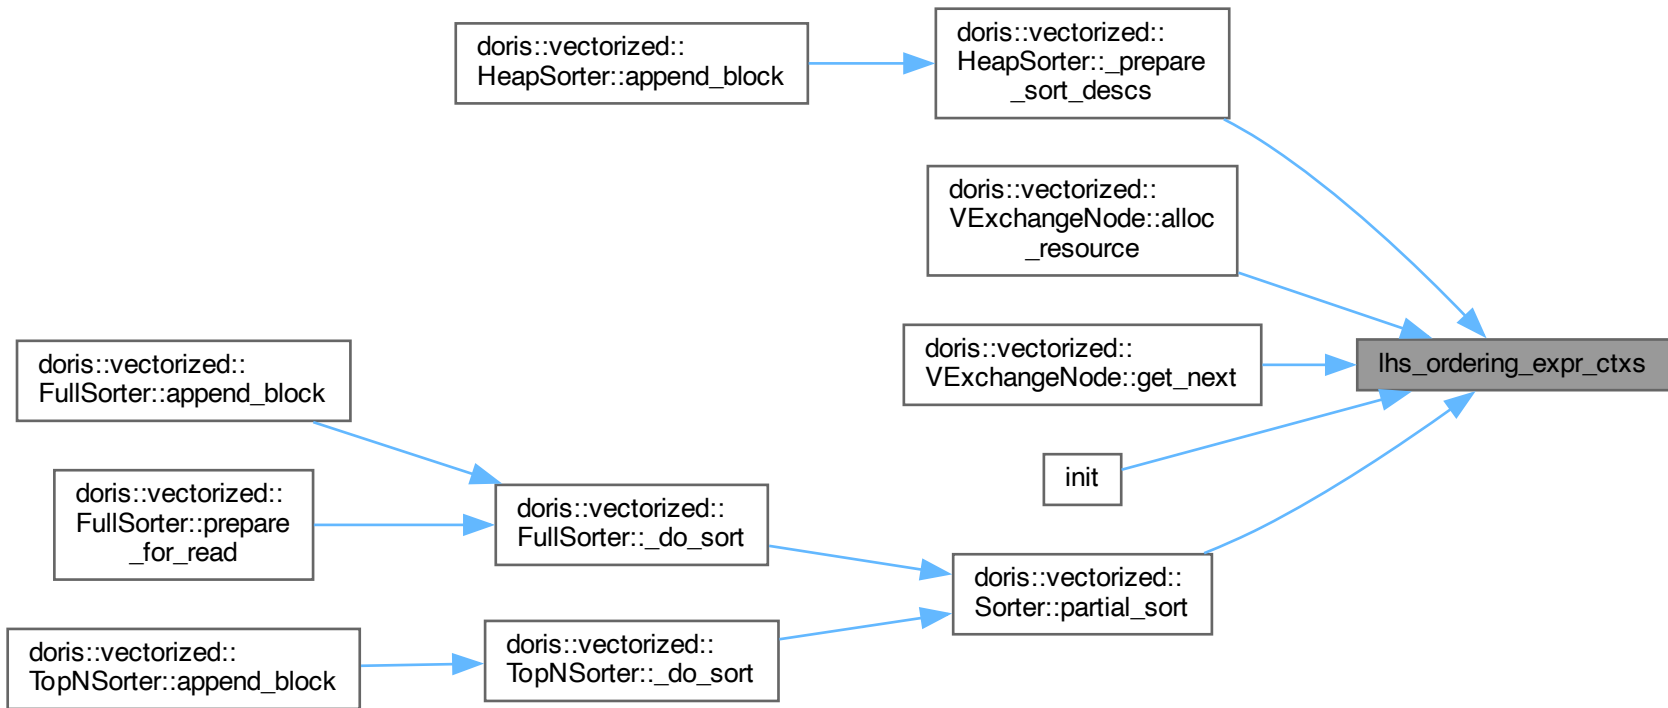 doris::vectorized::
HeapSorter::append_block
doris::vectorized::
HeapSorter::_prepare
_sort_descs
doris::vectorized::
VExchangeNode::alloc
_resource
doris::vectorized::
VExchangeNode::get_next
lhs_ordering_expr_ctxs
doris::vectorized::
FullSorter::append_block
init
doris::vectorized::
FullSorter::prepare
_for_read
doris::vectorized::
FullSorter::_do_sort
doris::vectorized::
Sorter::partial_sort
doris::vectorized::
TopNSorter::append_block
doris::vectorized::
TopNSorter::_do_sort